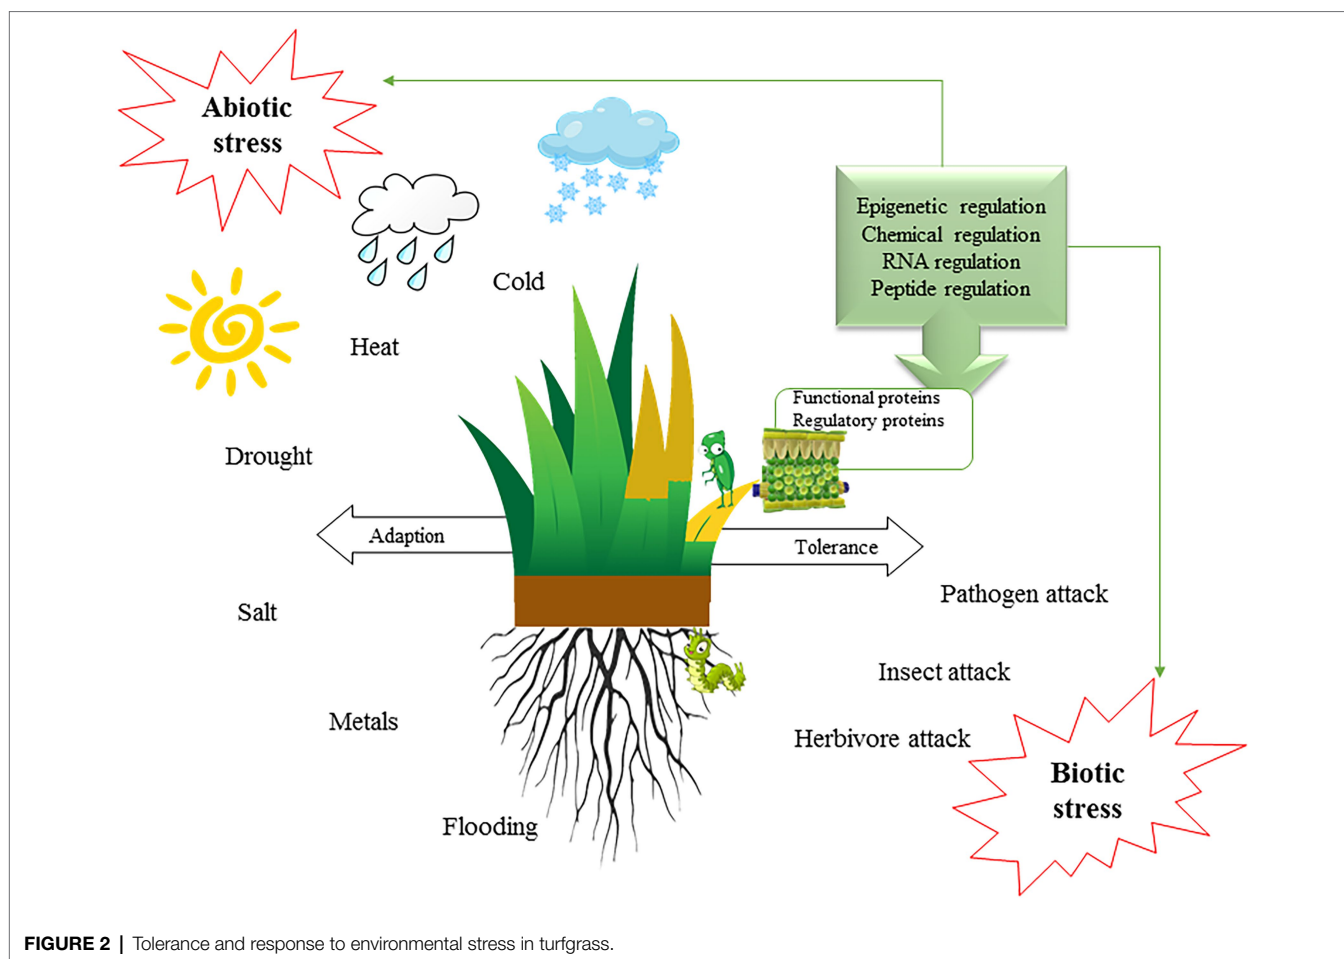 Abiotic
stress
Epigenetic regulation
Chemical regulation
RNA regulation
Peptide regulation
Cold
Heat
Functional proteins
Regulatory proteins
Drought
Adaption
Tolerance
Pathogen attack
Salt
Insect attack
Metals
Herbivore attack
Biotic
stress
Flooding
FIGURE 2 | Tolerance and response to environmental stress in turfgrass.